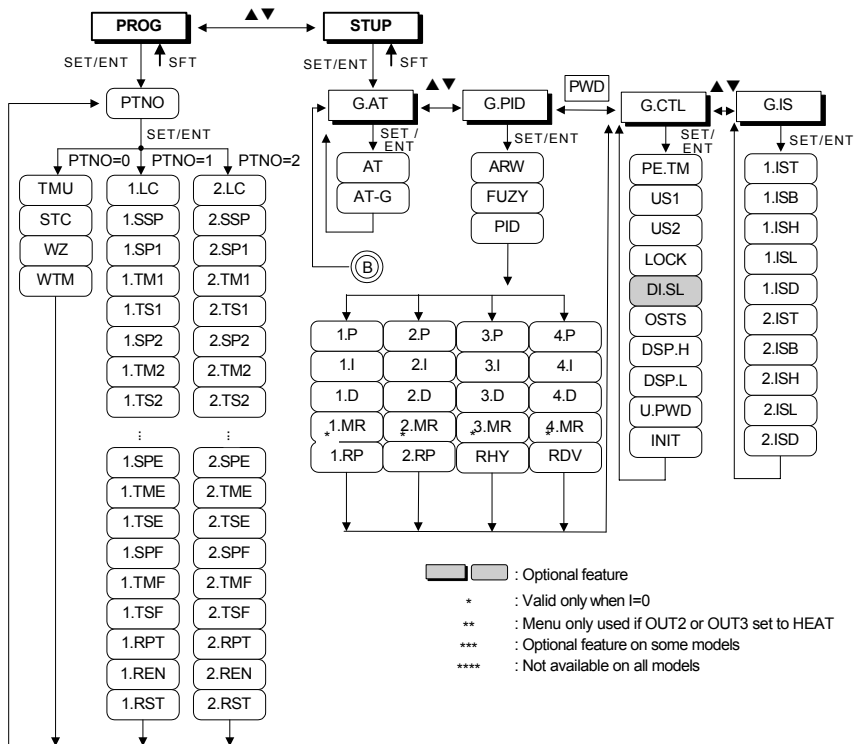 PROG
▲▼
STUP
SET/ENT
SFT
SET/ENT
SFT
PTNO
SET/ENT
PTNO=0
PTNO=1
PTNO=2
TMU
STC
WZ
WTM
1.LC
1.SSP
1.SP1
1.TM1
1.TS1
1.SP2
1.TM2
1.TS2
...
1.SPE
1.TME
1.TSE
1.SPF
1.TMF
1.TSF
1.RPT
1.REN
1.RST
2.LC
2.SSP
2.SP1
2.TM1
2.TS1
2.SP2
2.TM2
2.TS2
...
2.SPE
2.TME
2.TSE
2.SPF
2.TMF
2.TSF
2.RPT
2.REN
2.RST
G.AT
▲▼
G.PID
PWD
G.CTL
▲▼
G.IS
SET /
ENT
AT
AT-G
B
SET/ENT
ARW
FUZY
PID
1.P
1.I
1.D
1.MR
*
1.RP
2.P
2.I
2.D
2.MR
*
2.RP
3.P
3.I
3.D
3.MR
*
RHY
4.P
4.I
4.D
4.MR
*
RDV
SET/
ENT
PE.TM
US1
US2
LOCK
DI.SL
OSTS
DSP.H
DSP.L
U.PWD
INIT
SET/ENT
1.IST
1.ISB
1.ISH
1.ISL
1.ISD
2.IST
2.ISB
2.ISH
2.ISL
2.ISD
: Optional feature
* : Valid only when I=0
** : Menu only used if OUT2 or OUT3 set to HEAT
*** : Optional feature on some models
**** : Not available on all models